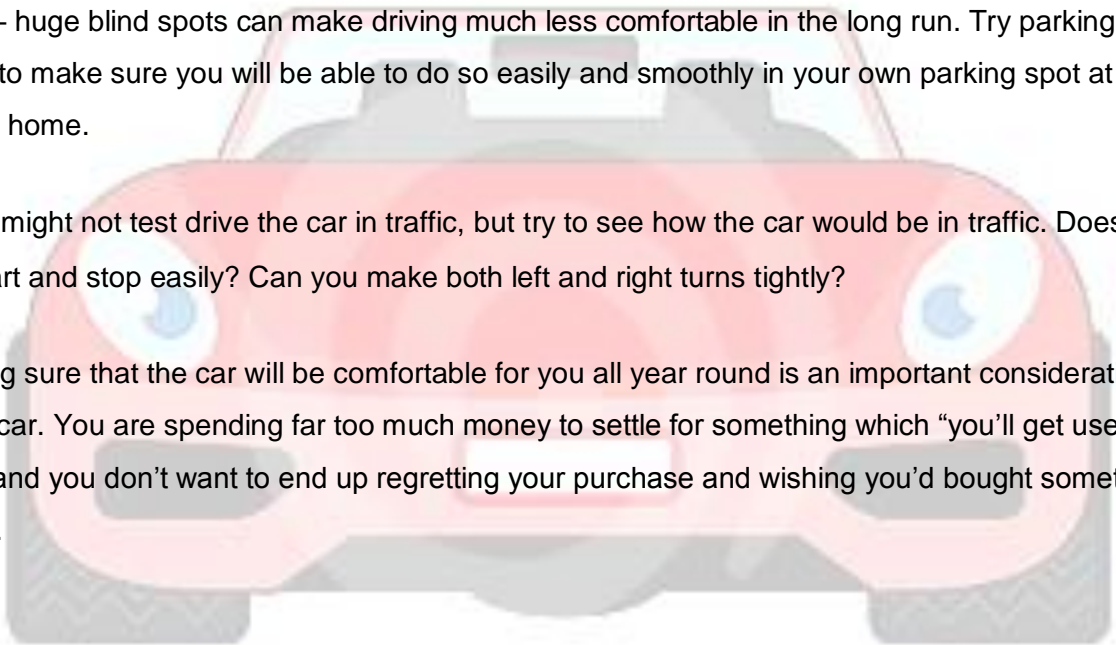 - huge blind spots can make driving much less comfortable in the long run. Try parking
to make sure you will be able to do so easily and smoothly in your own parking spot at
home.
might not test drive the car in traffic, but try to see how the car would be in traffic. Does
art and stop easily? Can you make both left and right turns tightly?
g sure that the car will be comfortable for you all year round is an important considerat
car. You are spending far too much money to settle for something which “you’ll get use
and you don’t want to end up regretting your purchase and wishing you’d bought somet